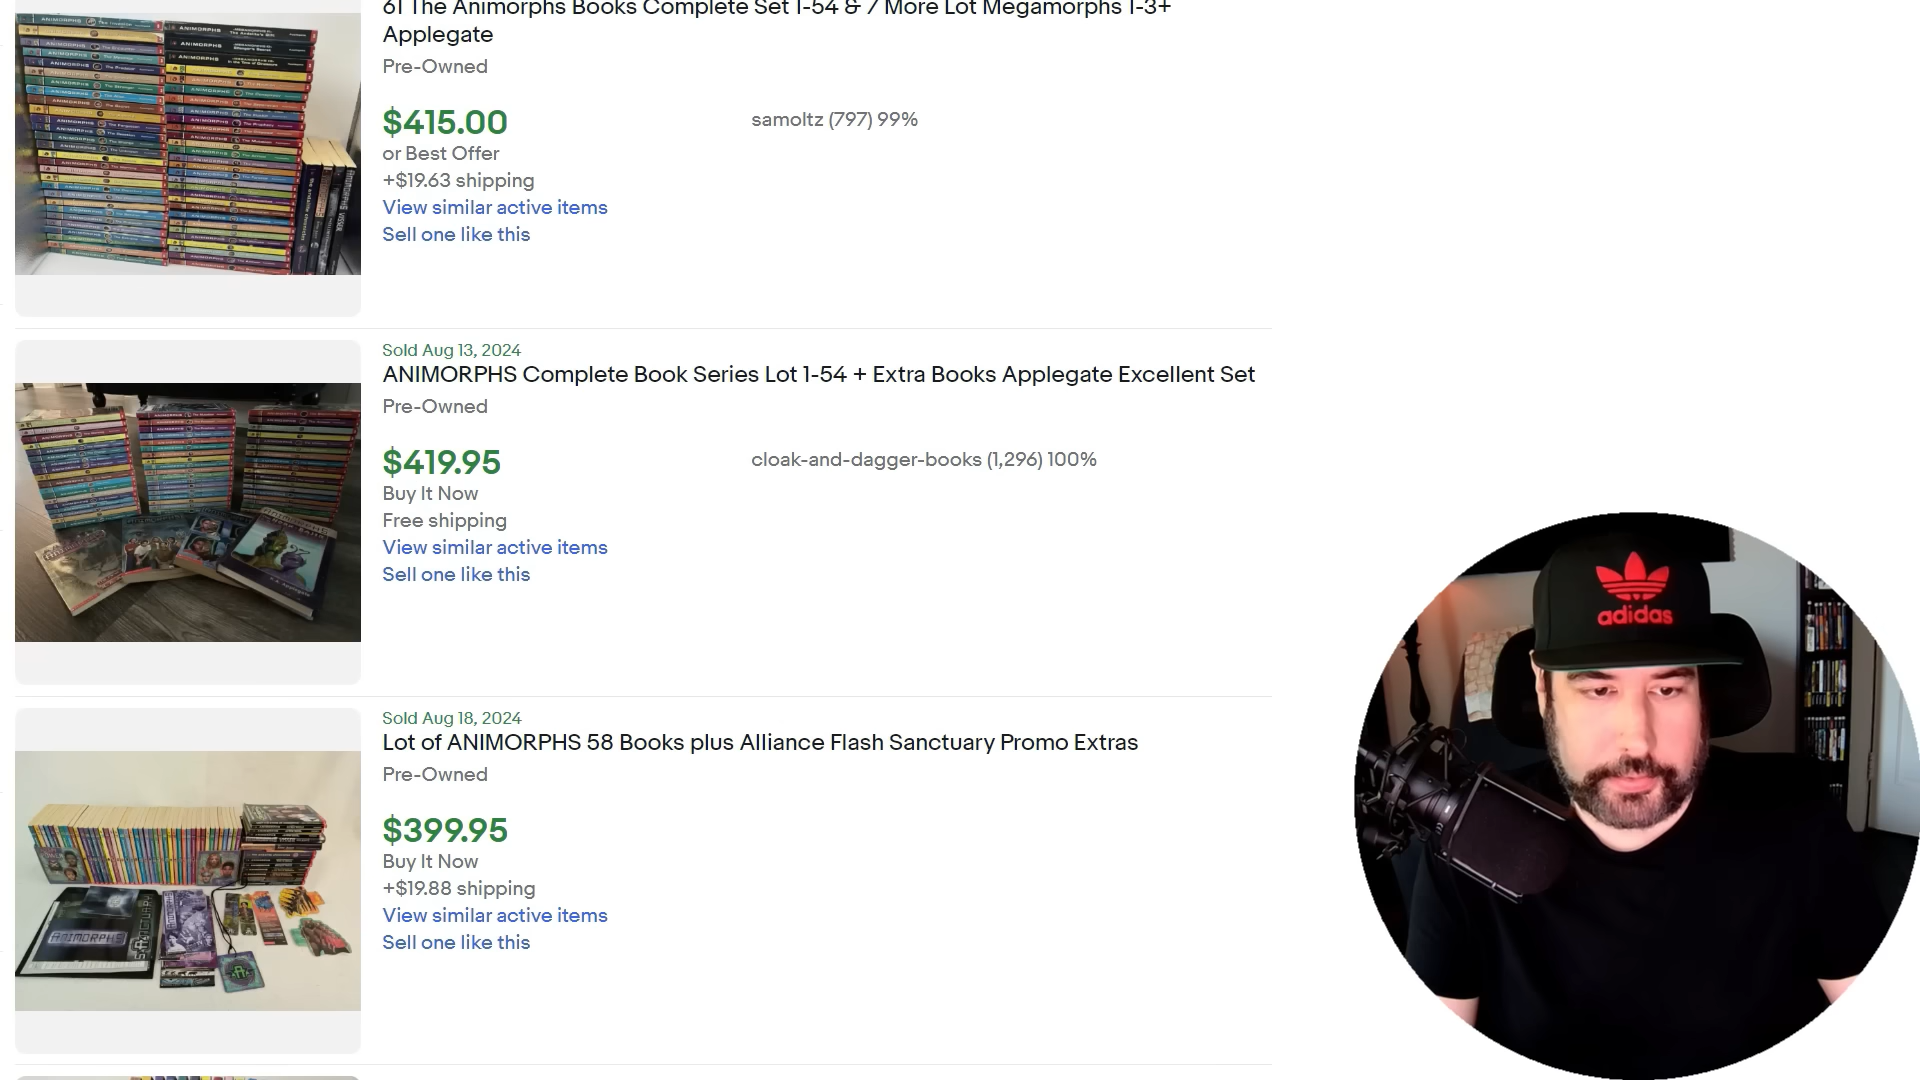 61 The Animorphs Books Complete Set 1-54 & 7 More Lot Megamorphs 1-3+
Applegate
Pre-Owned
$415.00
samoltz (797) 99%
or Best Offer
+$19.63 shipping
View similar active items
Sell one like this
Sold Aug 13, 2024
ANIMORPHS Complete Book Series Lot 1-54 + Extra Books Applegate Excellent Set
Pre-Owned
$419.95
cloak-and-dagger-books (1,296) 100%
Buy It Now
Free shipping
View similar active items
Sell one like this
Sold Aug 18, 2024
Lot of ANIMORPHS 58 Books plus Alliance Flash Sanctuary Promo Extras
Pre-Owned
$399.95
Buy It Now
+$19.88 shipping
View similar active items
Sell one like this
ANIMORPHS
adidas